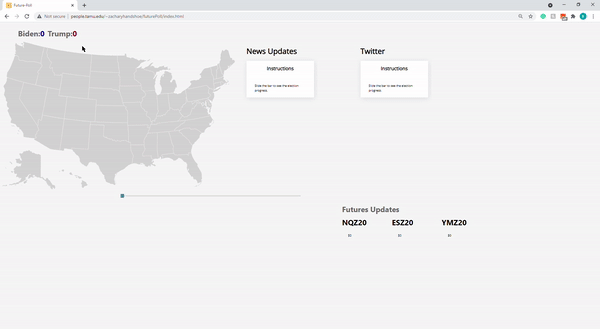 Future-Fi®
Not secure | people.tamu.edu/~zacharyhandshoe/futureFid/index.html
Biden:0 Trump:0
News Updates
Twitter
Instructions
Instructions
Slide the bar to see the election
progress.
Slide the bar to see the election
progress.
Futures Updates
NQZ20 ESZ20 YMZ20
$0 $0 $0